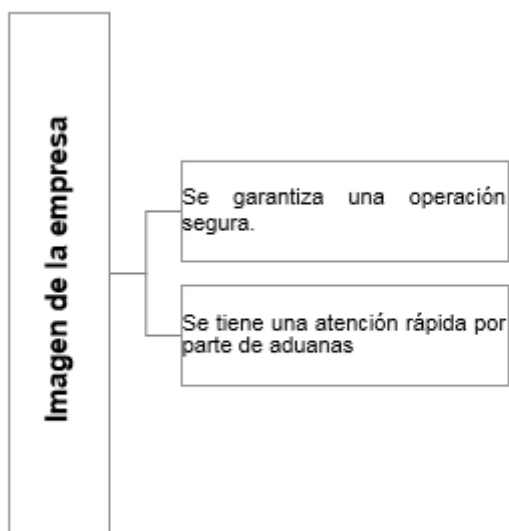 Imagen de la empresa
Se garantiza una operación
segura.
Se tiene una atención rápida por
parte de aduanas